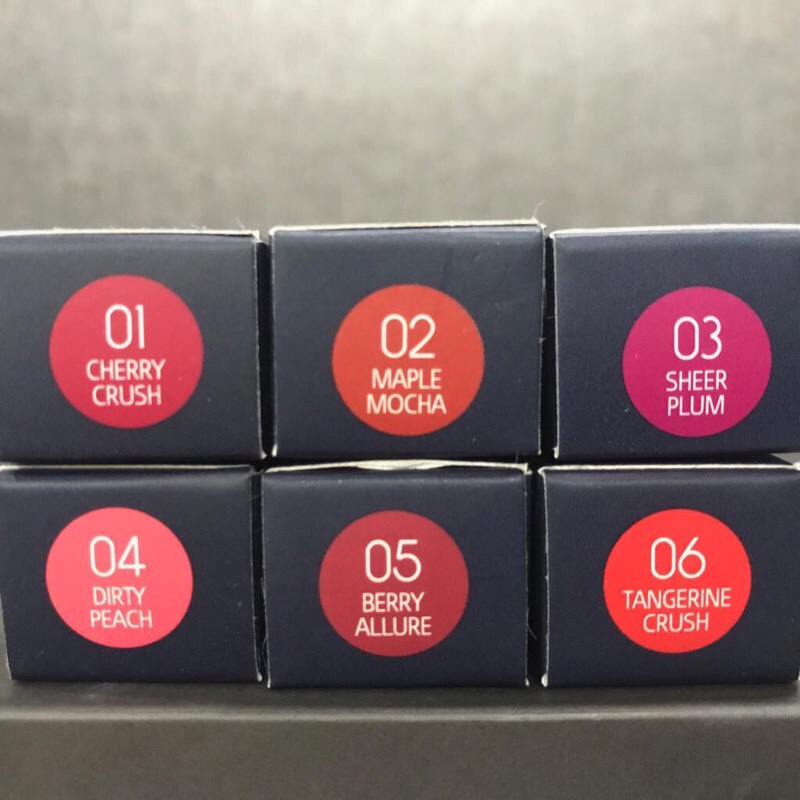 01
CHERRY
CRUSH
02
MAPLE
MOCHA
03
SHEER
PLUM
04
DIRTY
PEACH
05
BERRY
ALLURE
06
TANGERINE
CRUSH